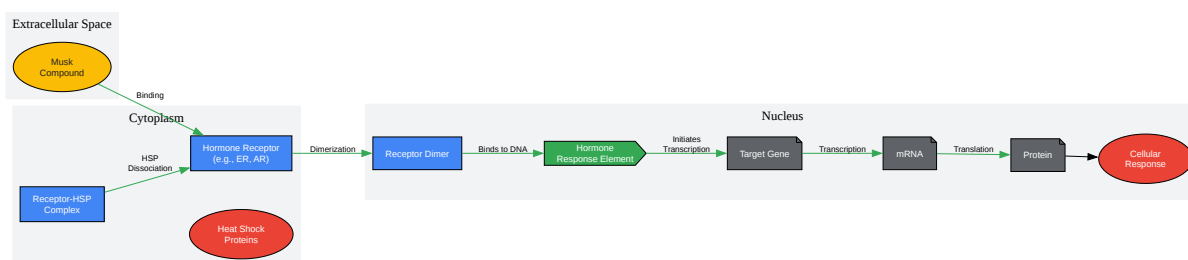 Extracellular Space
Musk
Compound
Binding
Cytoplasm
HSP
Dissociation
Hormone Receptor
(e.g., ER, AR)
Receptor-HSP
Complex
Heat Shock
Proteins
Dimerization
Nucleus
Receptor Dimer
Binds to DNA
Hormone
Response Element
Initiates
Transcription
Target Gene
Transcription
mRNA
Translation
Protein
Cellular
Response